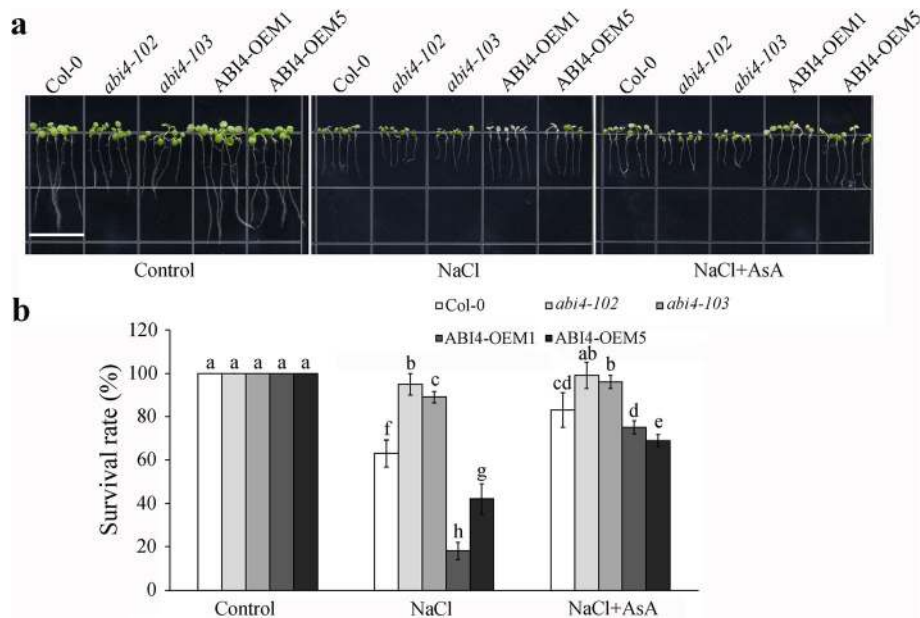 a
Col-0 abi4-102 abi4-103 ABI4-OEM1 ABI4-OEM5 Col-0 abi4-102 abi4-103 ABI4-OEM1 ABI4-OEM5 Col-0 abi4-102 abi4-103 ABI4-OEM1 ABI4-OEM5
Control NaCl NaCl+AsA
b
Col-0 abi4-102 abi4-103
ABI4-OEM1 ABI4-OEM5
Survival rate (%)
120
100
80
60
40
20
0
a a a a a
f b c h g
cd ab b d e
Control NaCl NaCl+AsA